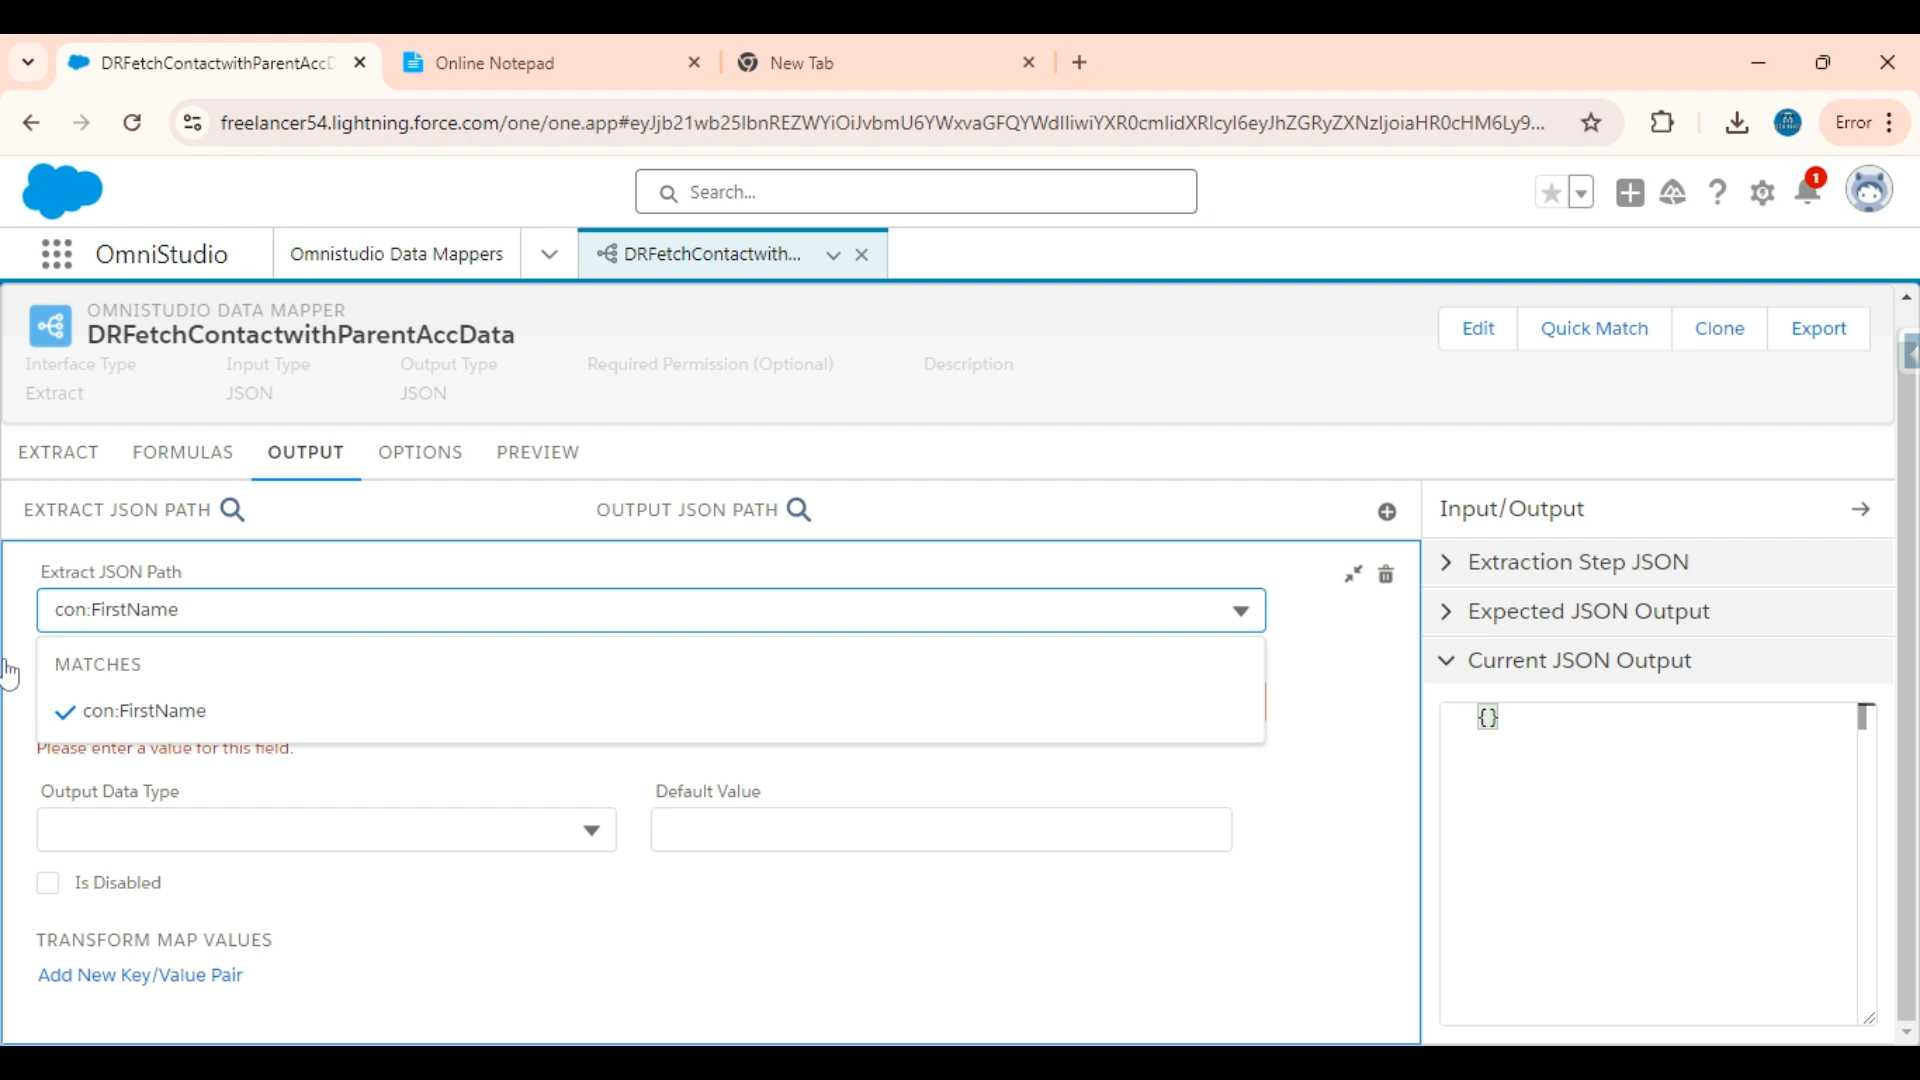 DRFetchContactwithParentAccD
Online Notepad
New Tab
freelancer54.lightning.force.com/one/one.app#eyJjb21wb25lbnREZWYiOiJvbmU6YWxvaGFQYWdlIiwiYXR0cmlidXRlcyI6eyJhZGRyZXNzIjoiaHR0cHM6Ly9...
Error
Search...
1
OmniStudio
Omnistudio Data Mappers
DRFetchContactwith...
OMNISTUDIO DATA MAPPER
DRFetchContactwithParentAccData
Edit
Quick Match
Clone
Export
Interface Type
Input Type
Output Type
Required Permission (Optional)
Description
Extract
JSON
JSON
EXTRACT
FORMULAS
OUTPUT
OPTIONS
PREVIEW
EXTRACT JSON PATH
OUTPUT JSON PATH
Input/Output
Extract JSON Path
con:FirstName
MATCHES
con:FirstName
Please enter a value for this field.
Output Data Type
Default Value
Is Disabled
TRANSFORM MAP VALUES
Add New Key/Value Pair
Extraction Step JSON
Expected JSON Output
Current JSON Output
{}